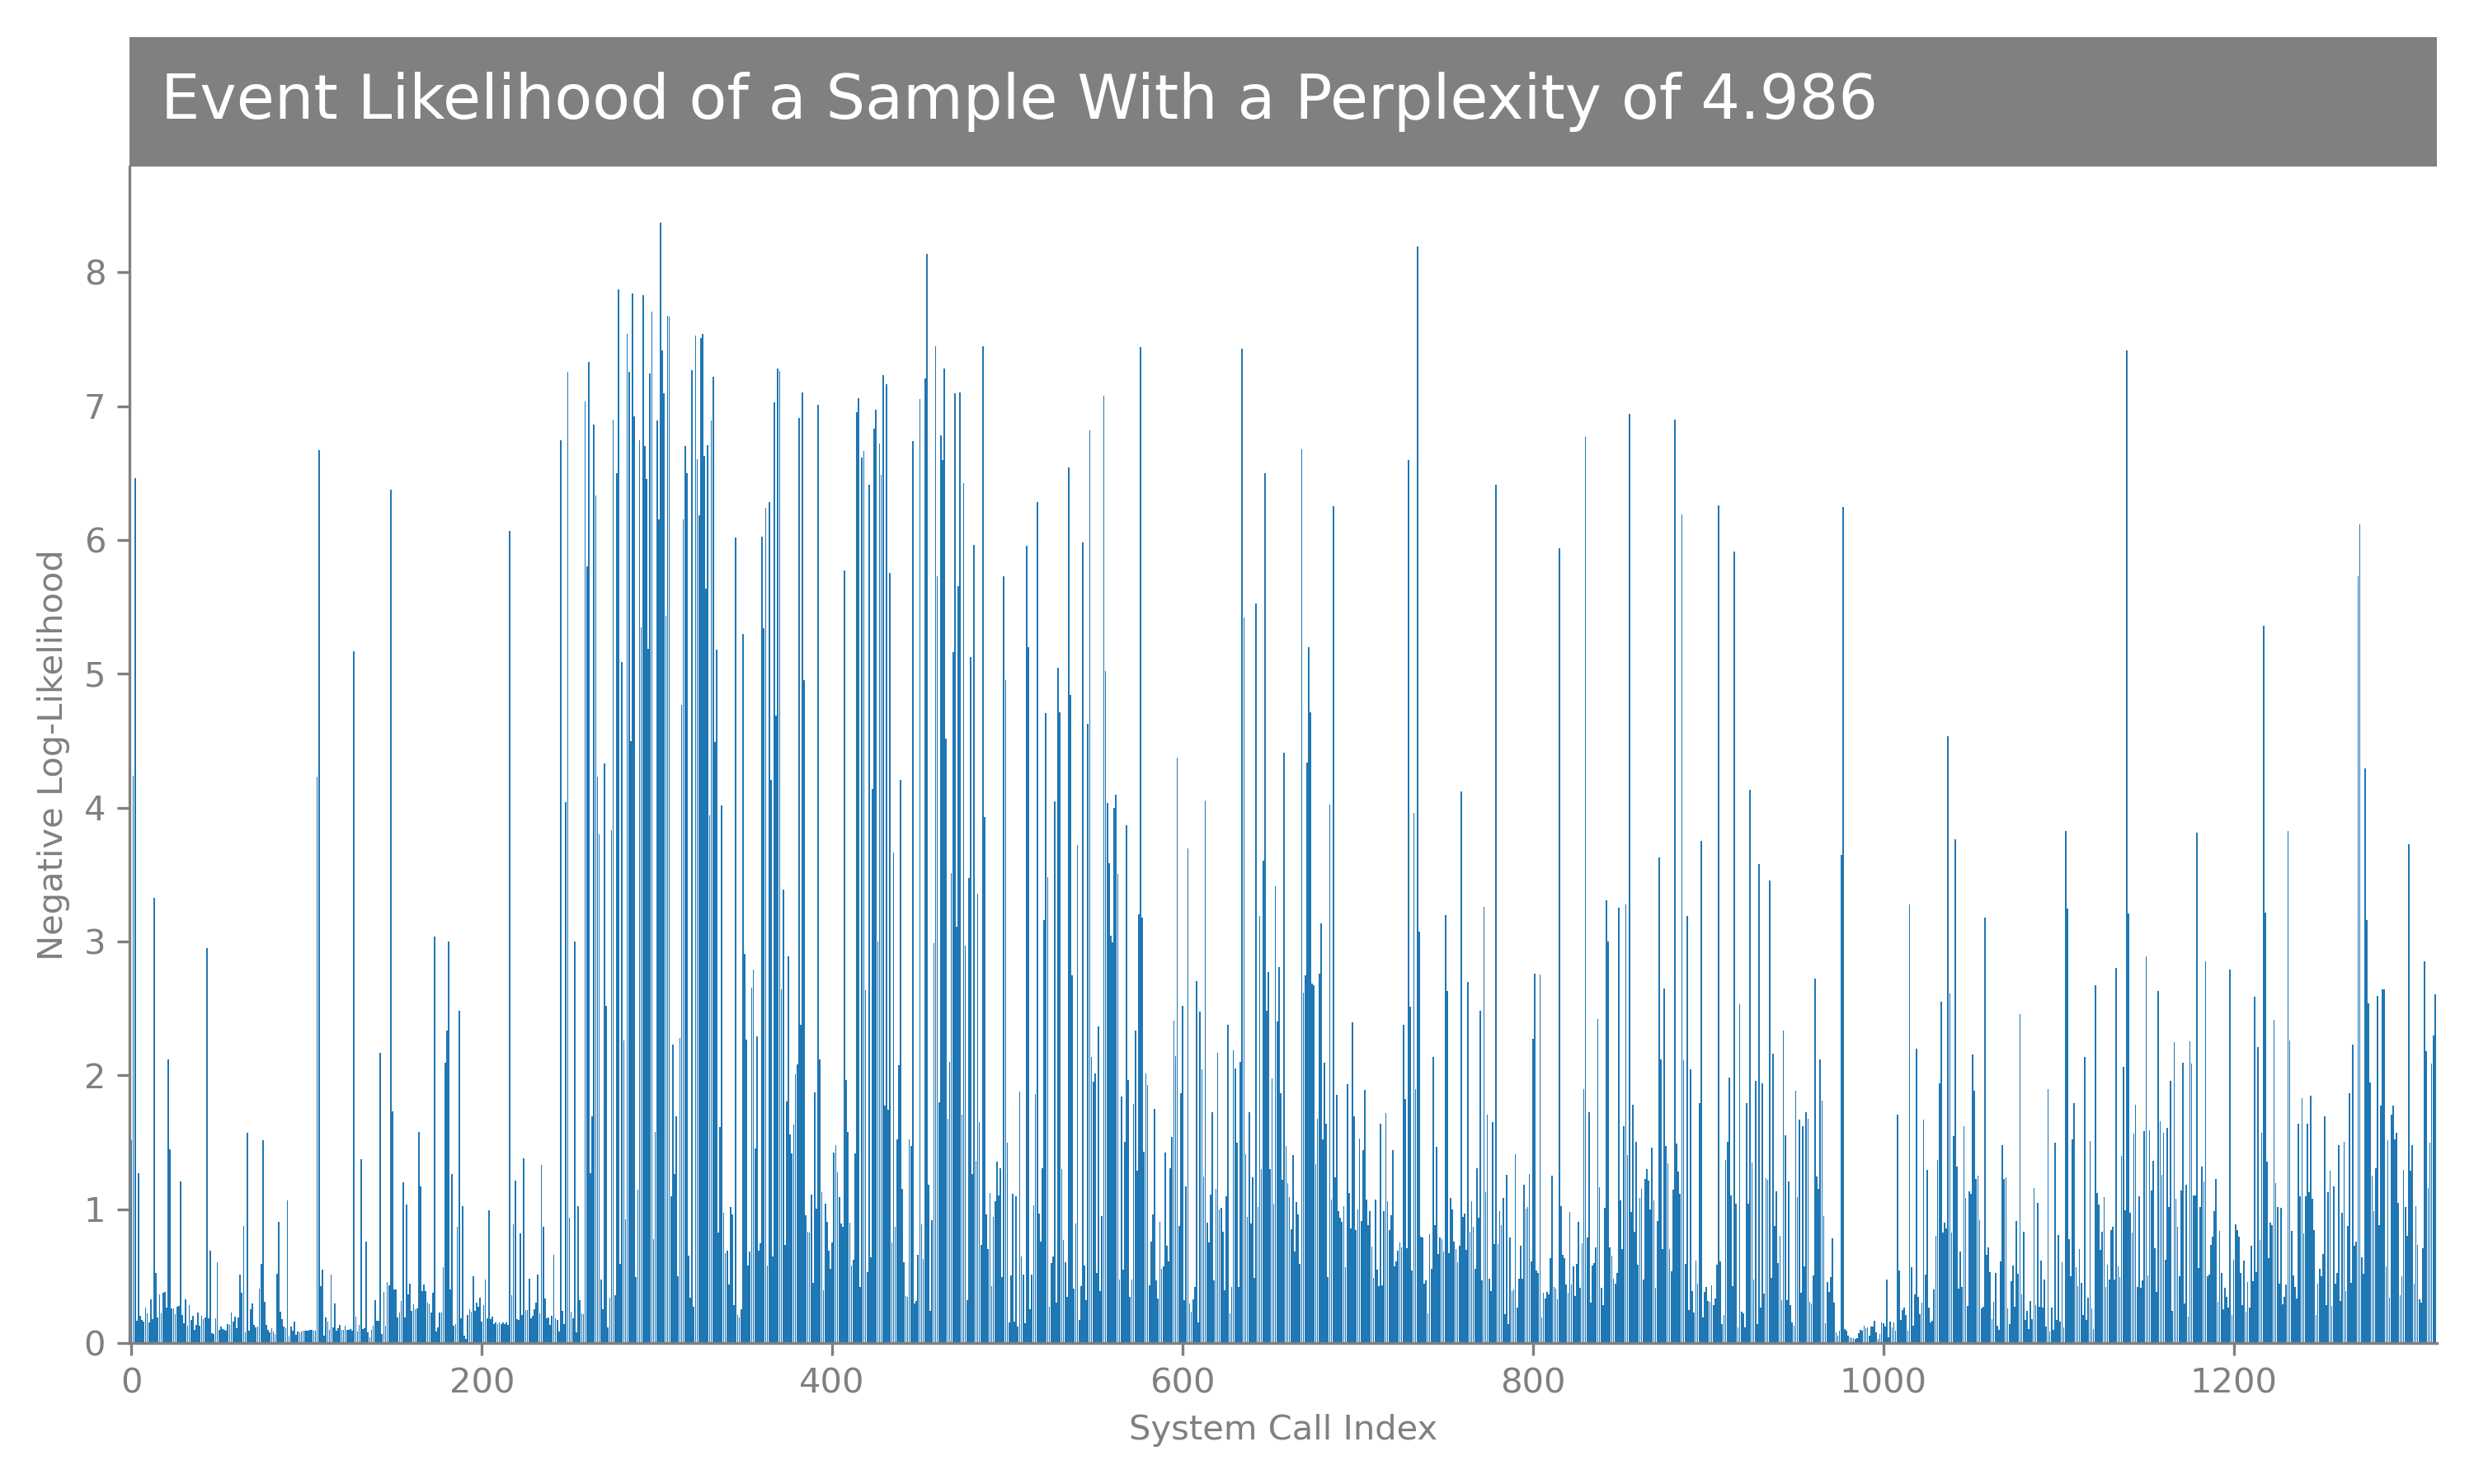 Event Likelihood of a Sample With a Perplexity of 4.986
8
7
6
5
4
3
2
1
0
Negative Log-Likelihood
0 200 400 600 800 1000 1200
System Call Index